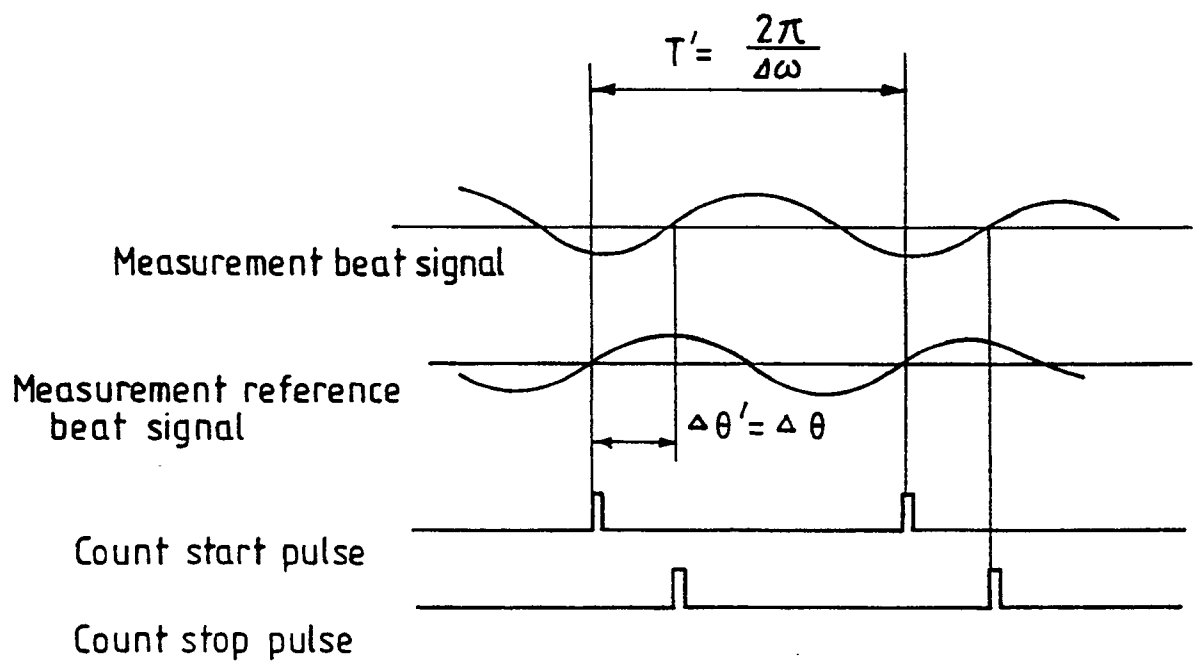 T′= 2π/Δω
Measurement beat signal
Measurement reference
beat signal
Δθ′=Δθ
Count start pulse
Count stop pulse